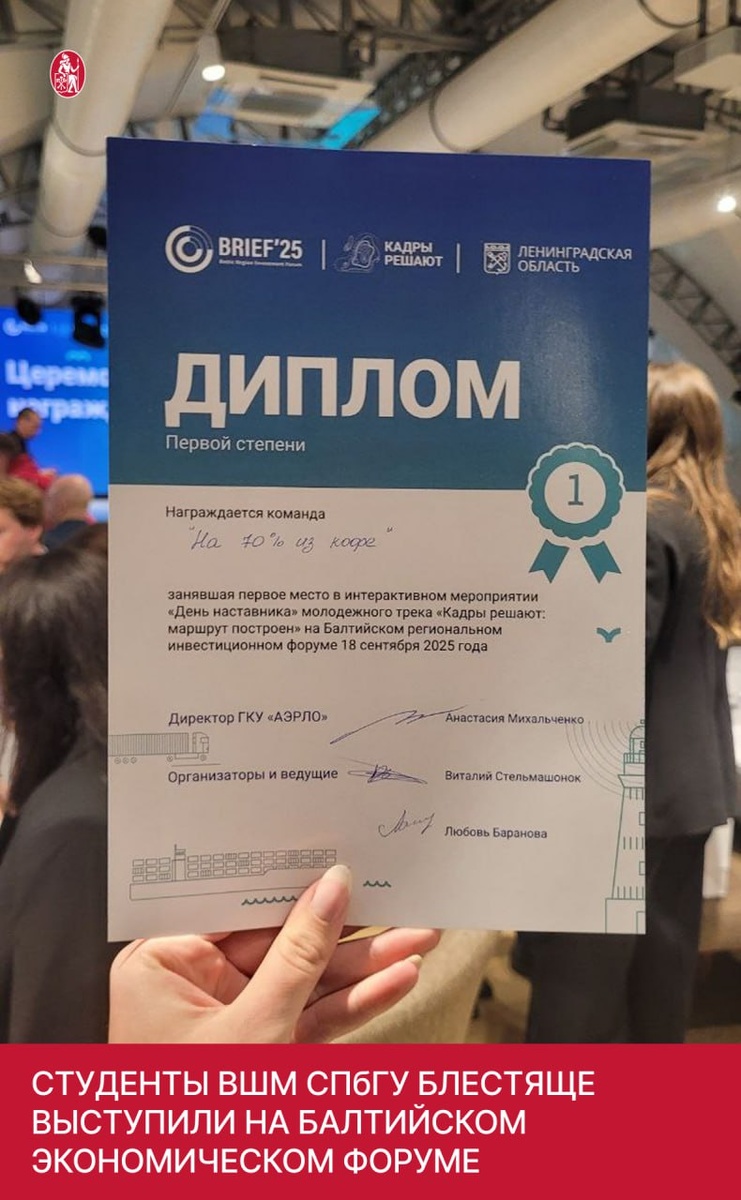 BRIEF'25
КАДРЫ
РЕШАЮТ
ЛЕНИНГРАДСКАЯ
ОБЛАСТЬ
ДИПЛОМ
Первой степени
1
Награждается команда
"На 70% из кофе"
занявшая первое место в интерактивном мероприятии
«День наставника» молодежного трека «Кадры решают:
маршрут построен» на Балтийском региональном
инвестиционном форуме 18 сентября 2025 года
Директор ГКУ «АЭРЛО»
Анастасия Михальченко
Организаторы и ведущие
Виталий Стельмашонок
Любовь Баранова
СТУДЕНТЫ ВШМ СПбГУ БЛЕСТЯЩЕ
ВЫСТУПИЛИ НА БАЛТИЙСКОМ
ЭКОНОМИЧЕСКОМ ФОРУМЕ